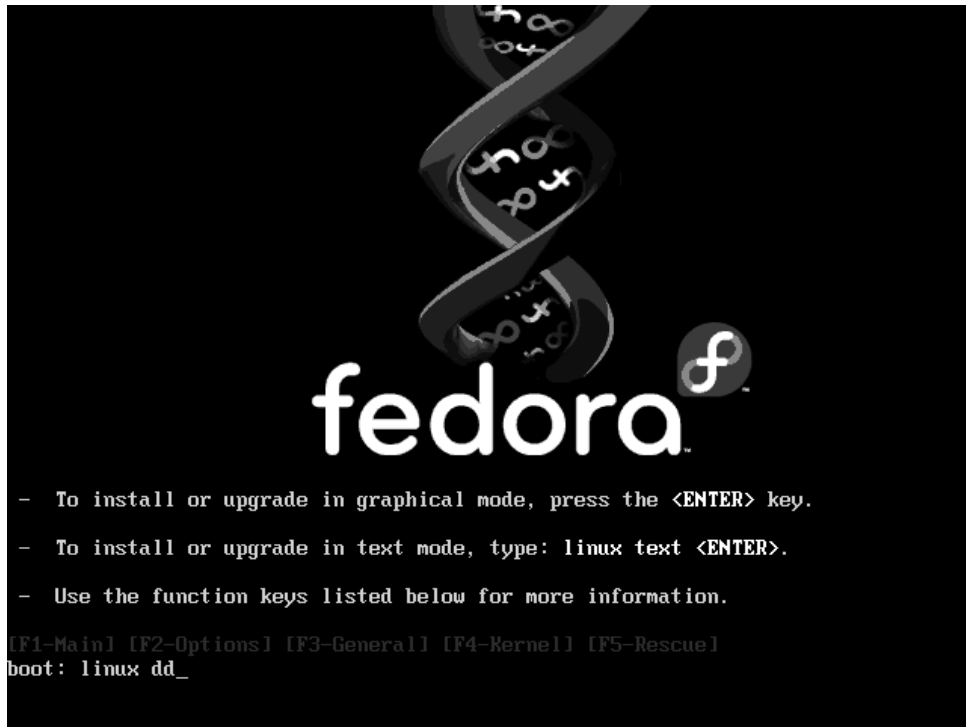 fedora™
-  To install or upgrade in graphical mode, press the <ENTER> key.
-  To install or upgrade in text mode, type: linux text <ENTER>.
-  Use the function keys listed below for more information.
[F1-Main] [F2-Options] [F3-General] [F4-Kernel] [F5-Rescue]
boot: linux dd_